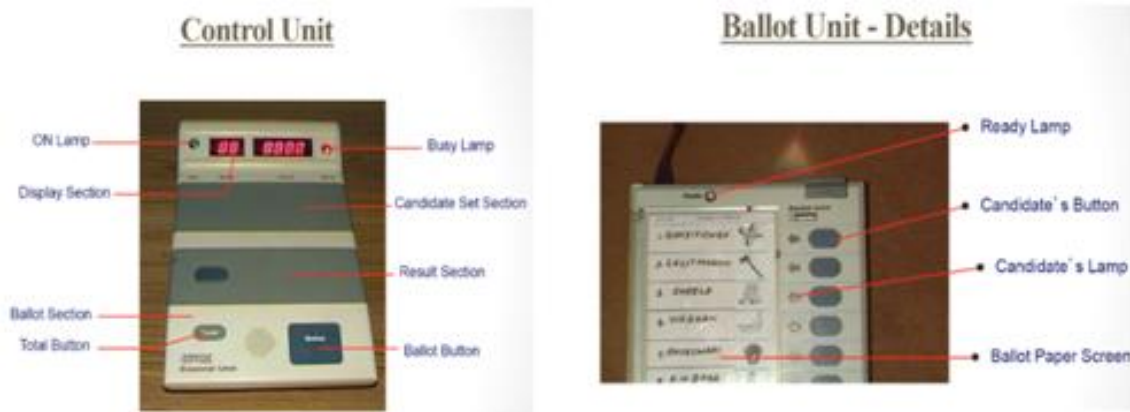 Control Unit
ON Lamp
Busy Lamp
Display Section
Candidate Set Section
Result Section
Ballot Section
Total Button
Ballot Button
Ballot Unit - Details
Ready Lamp
Candidate`s Button
Candidate`s Lamp
Ballot Paper Screen